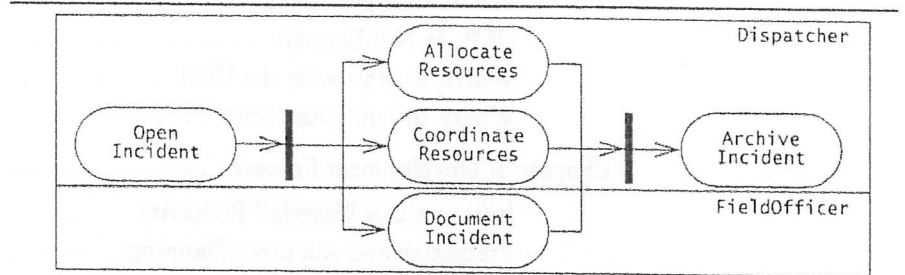 Dispatcher
Allocate
Resources
Open
Incident
Coordinate
Resources
Archive
Incident
FieldOfficer
Document
Incident